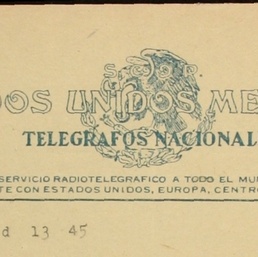 DOS UNIDOS ME
TELEGRAFOS NACIONAL
SERVICIO RADIOTELEGRAFICO A TODO EL MU
TE CON ESTADOS UNIDOS, EUROPA, CENTRO
d 13 45